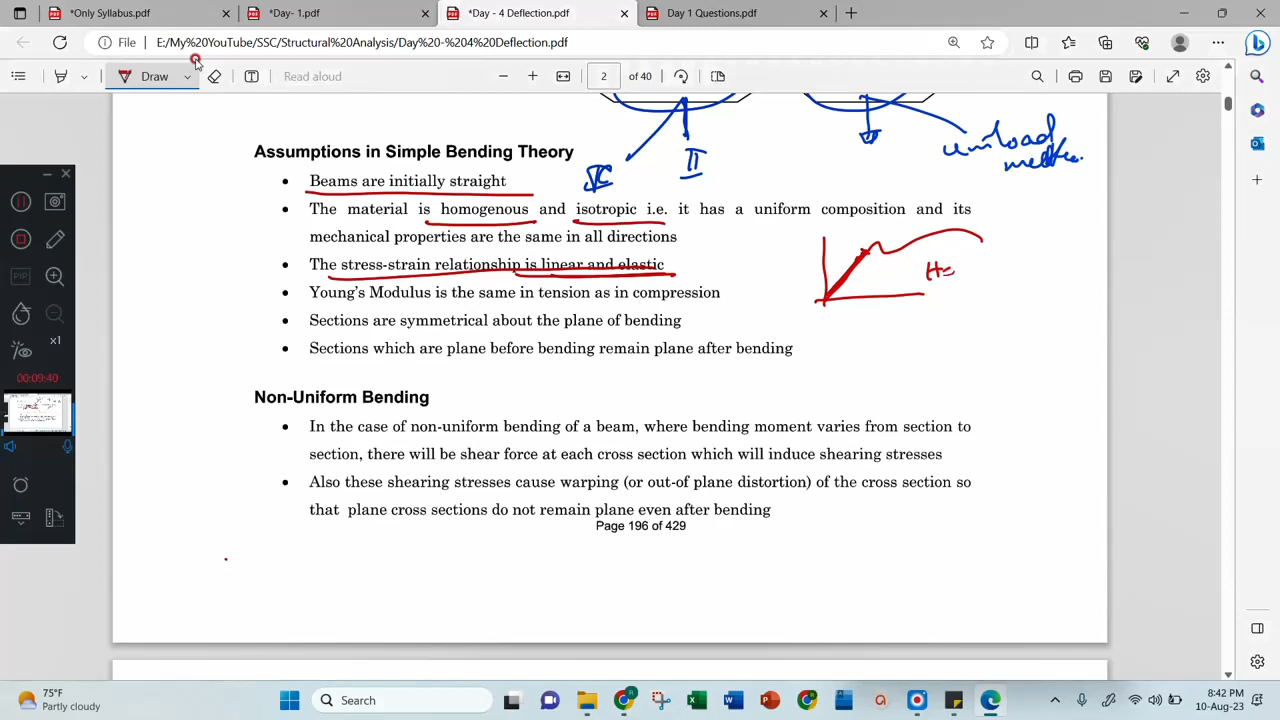 *Only Syllabus.pdf
*Day- 1.pdf
*Day - 4 Deflection.pdf
Day 1 Questions.pdf
File
E:/My%20YouTube/SSC/Structural%20Analysis/Day%20-%204%20Deflection.pdf
Draw
Read aloud
2 of 40
unload
II
Assumptions in Simple Bending Theory
• Beams are initially straight
• The material is homogenous and isotropic i.e. it has a uniform composition and its
mechanical properties are the same in all directions
• The stress-strain relationship is linear and elastic
• Young's Modulus is the same in tension as in compression
• Sections are symmetrical about the plane of bending
• Sections which are plane before bending remain plane after bending
Non-Uniform Bending
• In the case of non-uniform bending of a beam, where bending moment varies from section to
section, there will be shear force at each cross section which will induce shearing stresses
• Also these shearing stresses cause warping (or out-of plane distortion) of the cross section so
that plane cross sections do not remain plane even after bending
Page 196 of 429
PIP
x1
00:09:40
75°F
Partly cloudy
Search
8:42 PM
10-Aug-23